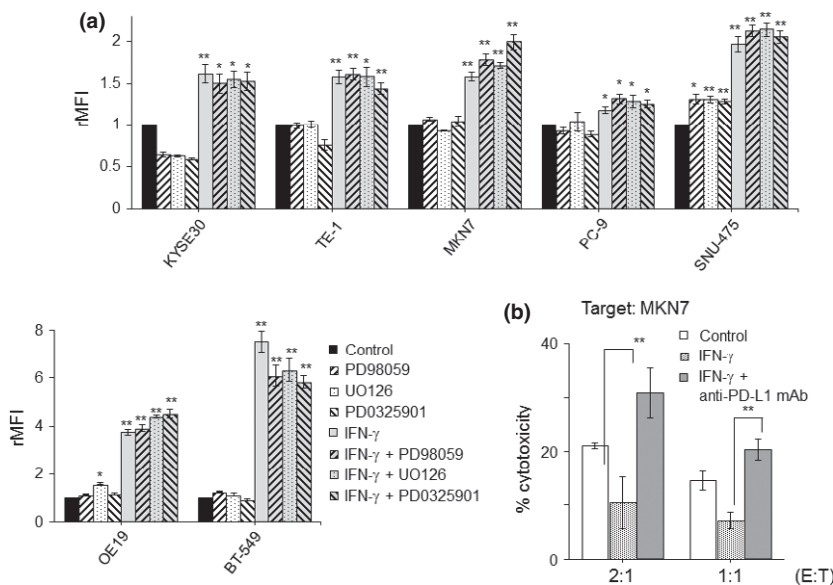 (a)
rMFI
2
1.5
1
0.5
0
** * * *
** ** ** **
** ** ** **
* * * *
* ** ** ** ** ** **
KYSE30
TE-1
MKN7
PC-9
SNU-475
rMFI
8
6
4
2
0
* ** ** ** **
** ** ** **
OE19
BT-549
Control
PD98059
UO126
PD0325901
IFN-γ
IFN-γ + PD98059
IFN-γ + UO126
IFN-γ + PD0325901
(b)
Target: MKN7
Control
IFN-γ
IFN-γ +
anti-PD-L1 mAb
% cytotoxicity
40
20
0
**
**
2:1
1:1
(E:T)